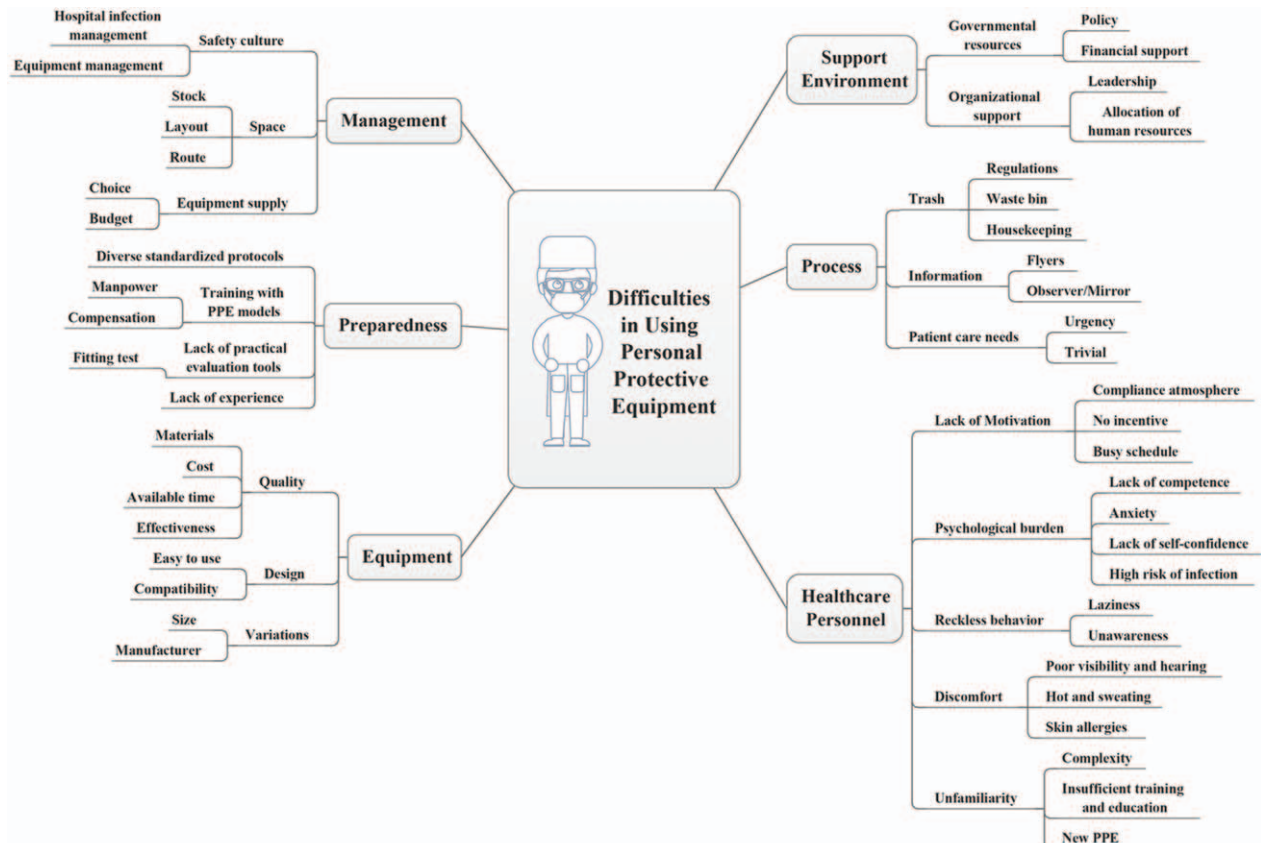 Difficulties
in Using
Personal
Protective
Equipment
Management
Safety culture
Hospital infection
management
Equipment management
Space
Stock
Layout
Route
Equipment supply
Choice
Budget
Preparedness
Diverse standardized protocols
Training with
PPE models
Manpower
Compensation
Lack of practical
evaluation tools
Fitting test
Lack of experience
Equipment
Quality
Materials
Cost
Available time
Effectiveness
Design
Easy to use
Compatibility
Variations
Size
Manufacturer
Support
Environment
Governmental
resources
Policy
Financial support
Organizational
support
Leadership
Allocation of
human resources
Process
Trash
Regulations
Waste bin
Housekeeping
Information
Flyers
Observer/Mirror
Patient care needs
Urgency
Trivial
Healthcare
Personnel
Lack of Motivation
Compliance atmosphere
No incentive
Busy schedule
Psychological burden
Lack of competence
Anxiety
Lack of self-confidence
High risk of infection
Reckless behavior
Laziness
Unawareness
Discomfort
Poor visibility and hearing
Hot and sweating
Skin allergies
Unfamiliarity
Complexity
Insufficient training
and education
New PPE